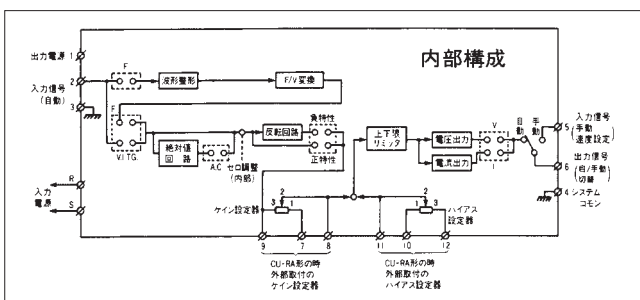 内部構成
出力電源 1
2
入力信号
(自動)
3
F
波形整形
F/V変換
F
V.I TG.
絶対値
回路
A.C
ゼロ調整
(内部)
反転回路
負特性
正特性
上下限
リミッタ
電圧出力
電流出力
V
I
自動
手動
5
入力信号
(手動
速度設定)
6
出力信号
(自/手動
切替)
4
システム
コモン
R
入力
電源
S
ゲイン設定器
3
2
1
ハイアス
設定器
1
2
3
9
7
8
11
10
12
CU-RA形の時
外部取付の
ゲイン設定器
CU-RA形の時
外部取付の
ハイアス設定器